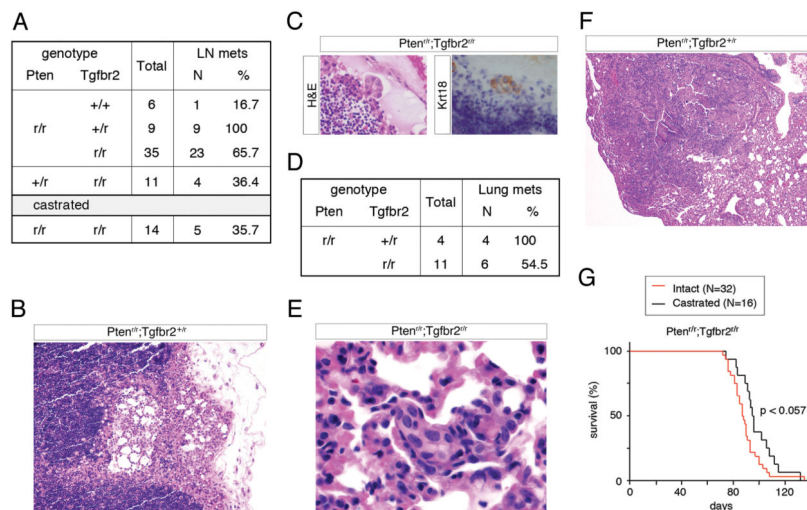 A
genotype LN mets
Pten Tgfbr2 Total N %
+/+ 6 1 16.7
r/r +/r 9 9 100
r/r 35 23 65.7
+/r r/r 11 4 36.4
castrated
r/r r/r 14 5 35.7
B
Pten^r/r;Tgfbr2^+/r
C
Pten^r/r;Tgfbr2^r/r
H&E
Krt18
D
genotype Lung mets
Pten Tgfbr2 Total N %
r/r +/r 4 4 100
r/r 11 6 54.5
E
Pten^r/r;Tgfbr2^r/r
F
Pten^r/r;Tgfbr2^+/r
G
Intact (N=32)
Castrated (N=16)
Pten^r/r;Tgfbr2^r/r
survival (%)
100
50
0
p < 0.057
0 40 80 120
days